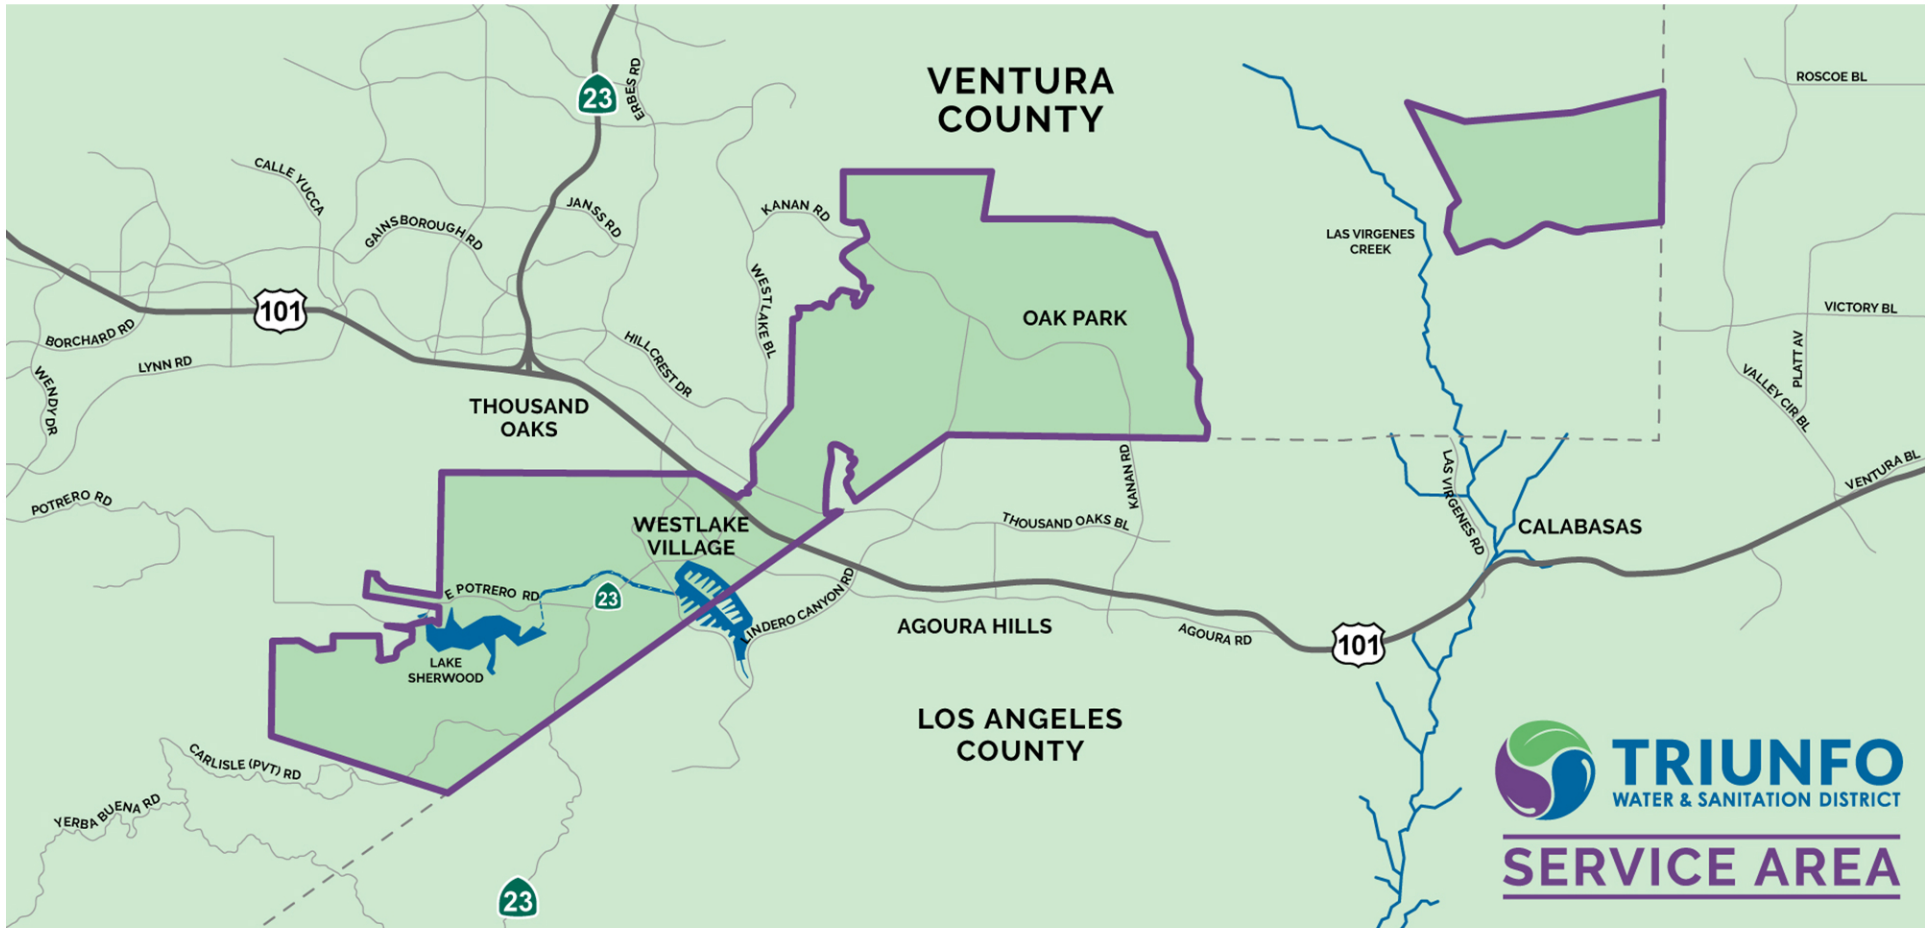 VENTURA
COUNTY
ROSCOE BL
23
ERBES RD
CALLE YUCCA
GAINSBOROUGH RD
JANSS RD
KANAN RD
LAS VIRGENES
CREEK
WESTLAKE BL
101
OAK PARK
VICTORY BL
BORCHARD RD
LYNN RD
HILLCREST DR
PLATT AV
WENDY DR
VALLEY CIR BL
THOUSAND
OAKS
KANAN RD
LAS VIRGENES RD
VENTURA BL
POTRERO RD
WESTLAKE
VILLAGE
THOUSAND OAKS BL
CALABASAS
E POTRERO RD
23
LINDERO CANYON RD
AGOURA HILLS
AGOURA RD
101
LAKE
SHERWOOD
LOS ANGELES
COUNTY
CARLISLE (PVT) RD
YERBA BUENA RD
23
TRIUNFO
WATER & SANITATION DISTRICT
SERVICE AREA